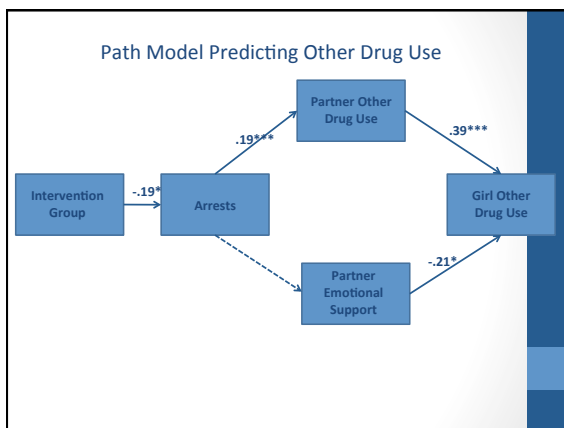 Path Model Predicting Other Drug Use
Partner Other
Drug Use
.19***
.39***
Intervention
Group
-.19*
Arrests
Girl Other
Drug Use
Partner
Emotional
Support
-.21*